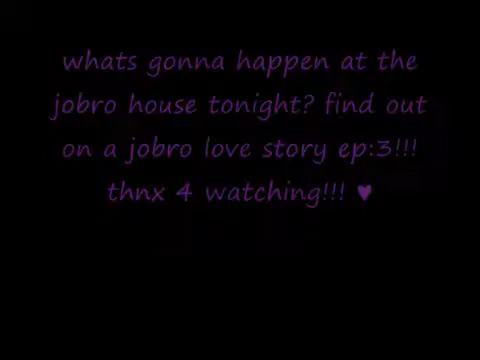 whats gonna happen at the
jobro house tonight? find out
on a jobro love story ep:3!!!
thnx 4 watching!!! ♥